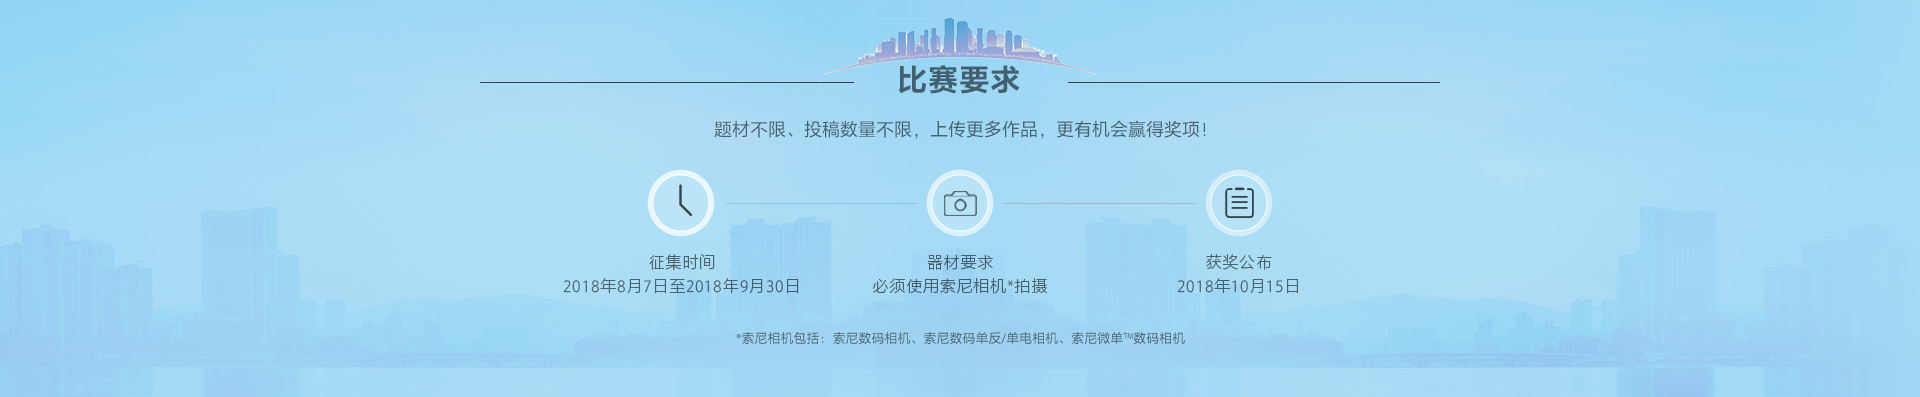 比赛要求
题材不限、投稿数量不限，上传更多作品，更有机会赢得奖项！
征集时间
2018年8月7日至2018年9月30日
器材要求
必须使用索尼相机*拍摄
获奖公布
2018年10月15日
*索尼相机包括：索尼数码相机、索尼数码单反/单电相机、索尼微单™数码相机